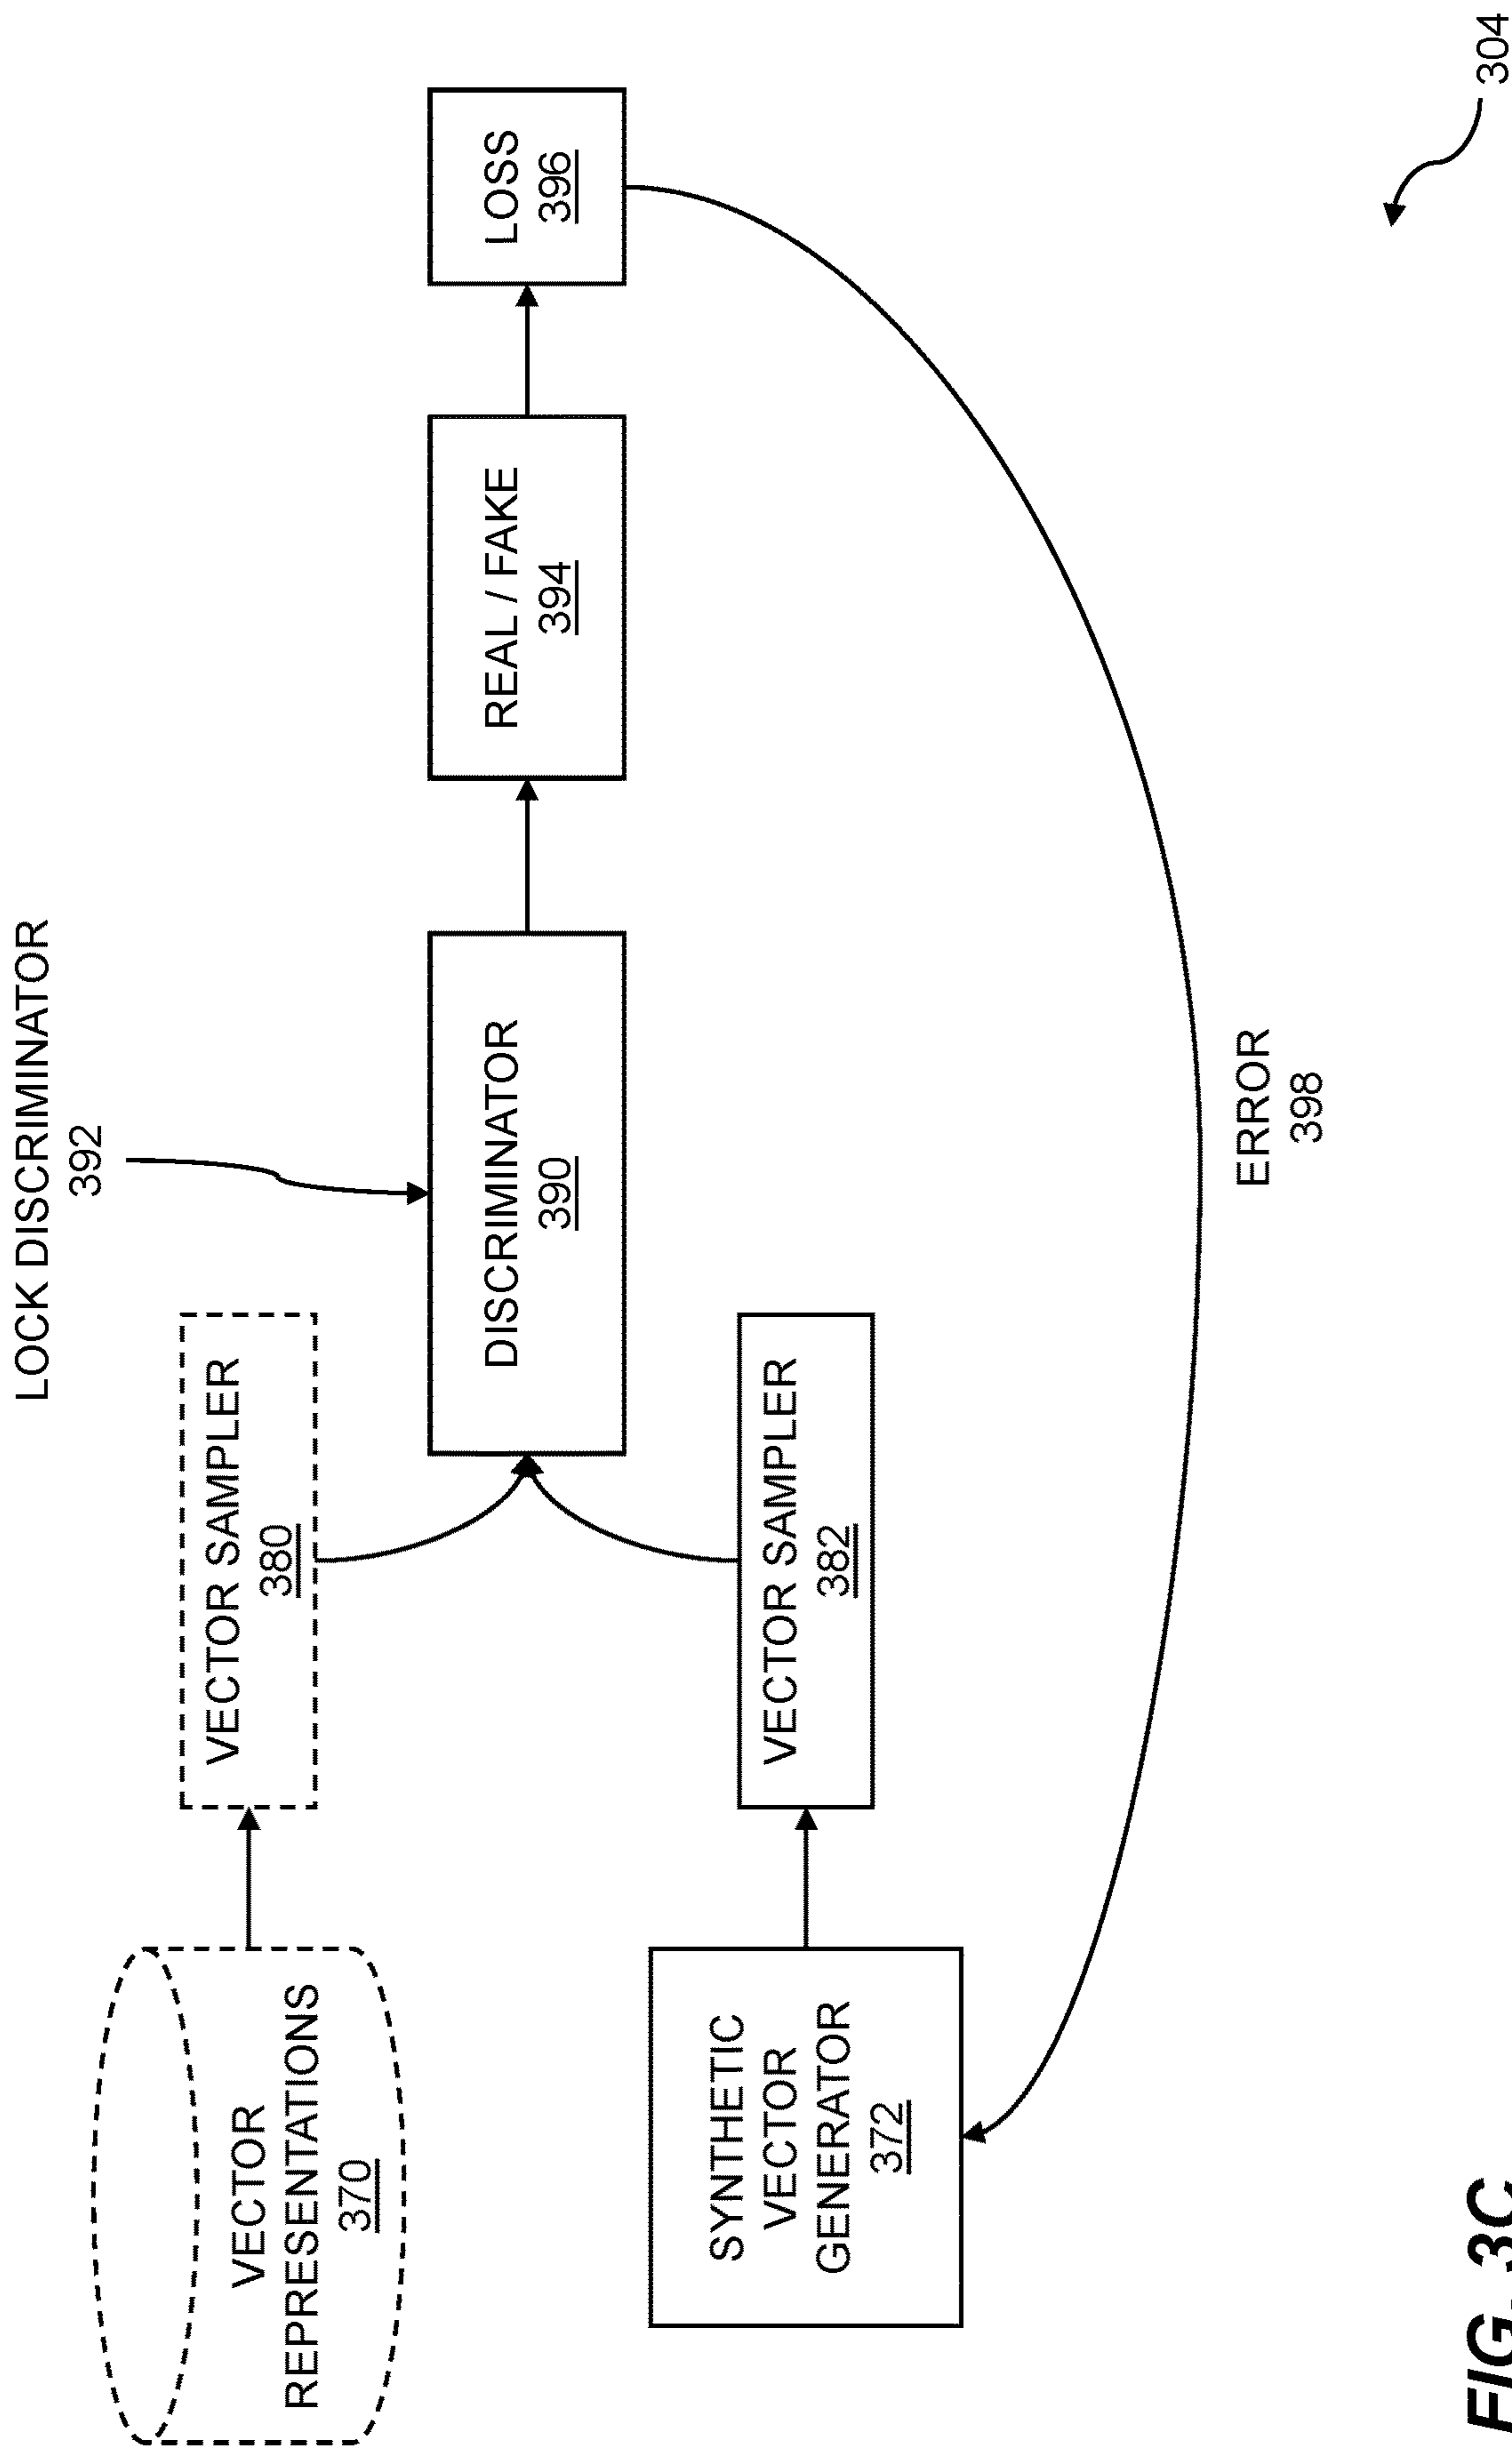 LOCK DISCRIMINATOR
392
VECTOR
REPRESENTATIONS
370
VECTOR SAMPLER
380
DISCRIMINATOR
390
REAL / FAKE
394
LOSS
396
SYNTHETIC
VECTOR
GENERATOR
372
VECTOR SAMPLER
382
ERROR
398
304
FIG. 3C